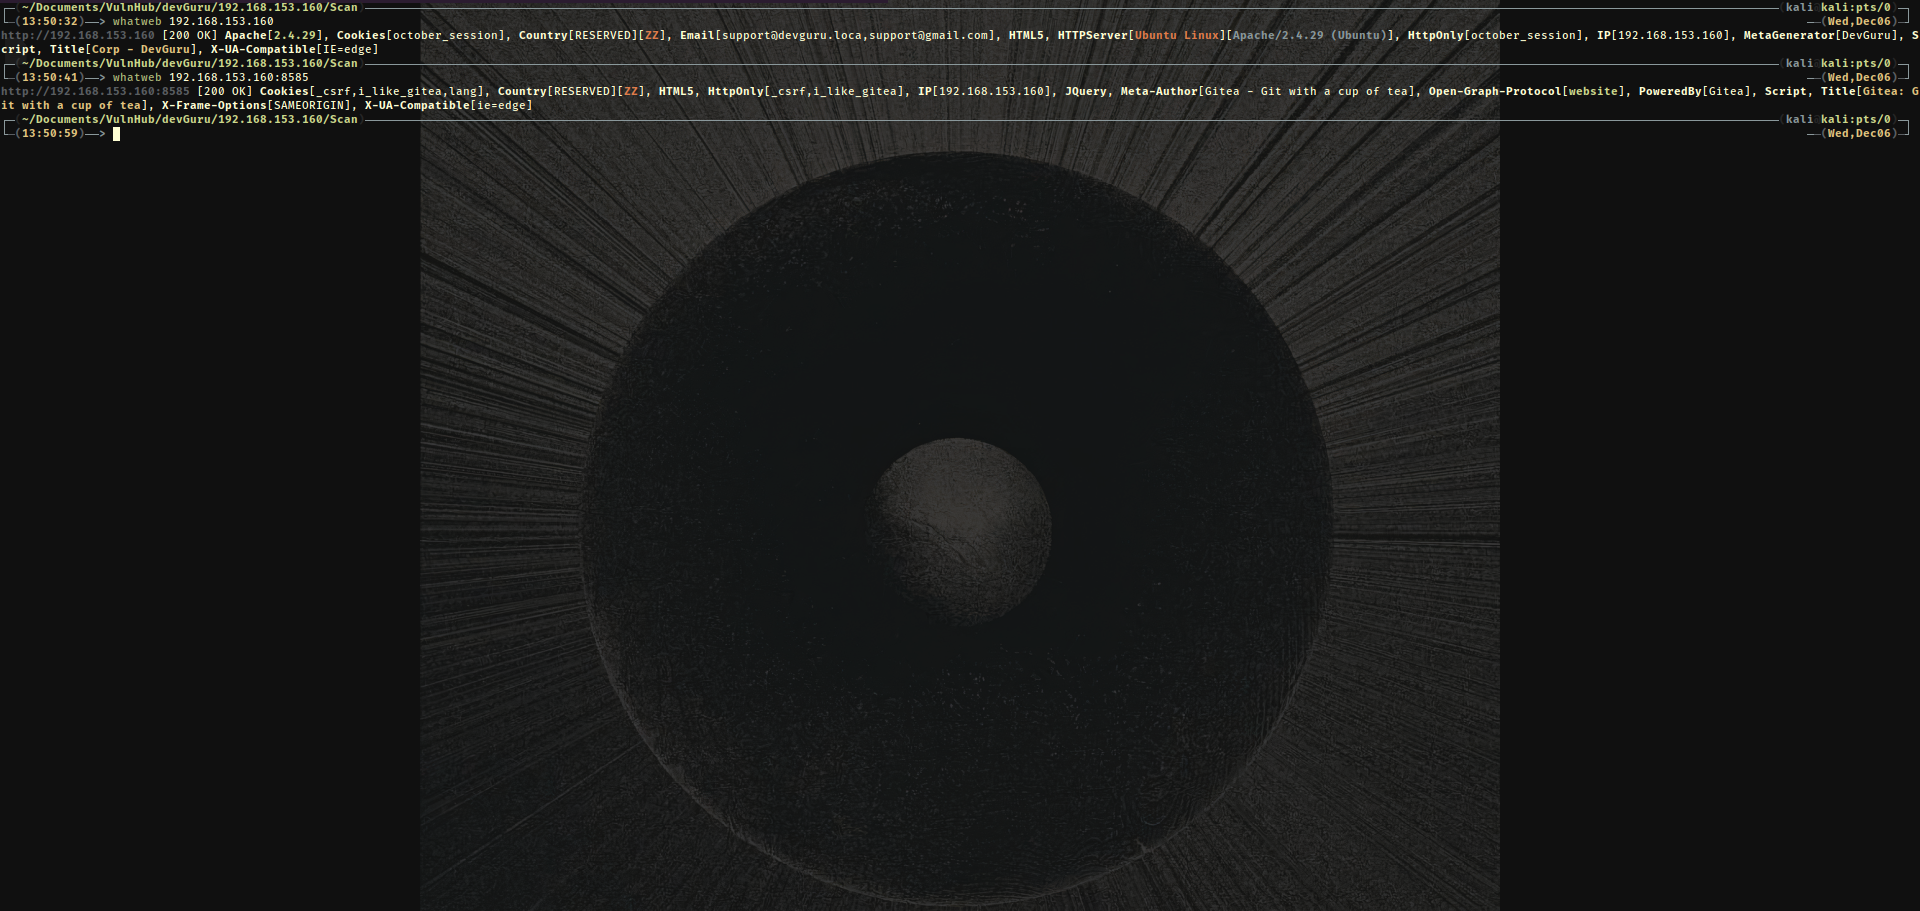 (~/Documents/VulnHub/devGuru/192.168.153.160/Scan) (kali@kali:pts/0)
(13:50:32)——> whatweb 192.168.153.160 (Wed,Dec06)
http://192.168.153.160 [200 OK] Apache[2.4.29], Cookies[october_session], Country[RESERVED][ZZ], Email[support@devguru.loca,support@gmail.com], HTML5, HTTPServer[Ubuntu Linux][Apache/2.4.29 (Ubuntu)], HttpOnly[october_session], IP[192.168.153.160], MetaGenerator[DevGuru], S
cript, Title[Corp - DevGuru], X-UA-Compatible[IE=edge]
(~/Documents/VulnHub/devGuru/192.168.153.160/Scan) (kali@kali:pts/0)
(13:50:41)——> whatweb 192.168.153.160:8585 (Wed,Dec06)
http://192.168.153.160:8585 [200 OK] Cookies[_csrf,i_like_gitea,lang], Country[RESERVED][ZZ], HTML5, HttpOnly[_csrf,i_like_gitea], IP[192.168.153.160], JQuery, Meta-Author[Gitea - Git with a cup of tea], Open-Graph-Protocol[website], PoweredBy[Gitea], Script, Title[Gitea: G
it with a cup of tea], X-Frame-Options[SAMEORIGIN], X-UA-Compatible[ie=edge]
(~/Documents/VulnHub/devGuru/192.168.153.160/Scan) (kali@kali:pts/0)
(13:50:59)——> (Wed,Dec06)